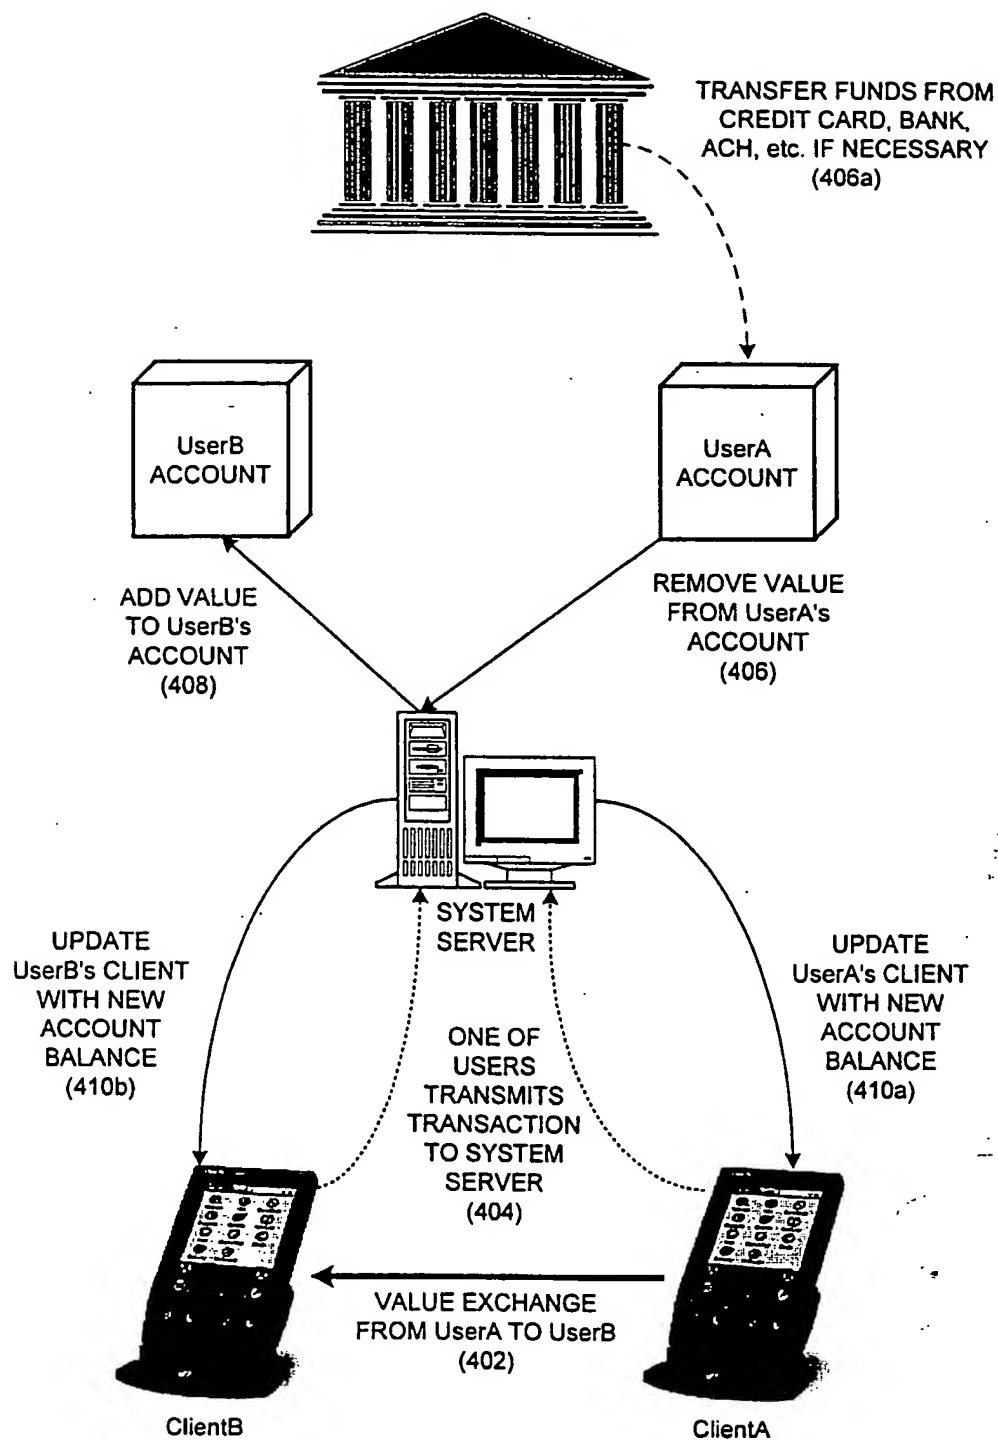 TRANSFER FUNDS FROM
CREDIT CARD, BANK,
ACH, etc. IF NECESSARY
(406a)
UserB
ACCOUNT
UserA
ACCOUNT
ADD VALUE
TO UserB's
ACCOUNT
(408)
REMOVE VALUE
FROM UserA's
ACCOUNT
(406)
SYSTEM
SERVER
UPDATE
UserB's CLIENT
WITH NEW
ACCOUNT
BALANCE
(410b)
ONE OF
USERS
TRANSMITS
TRANSACTION
TO SYSTEM
SERVER
(404)
UPDATE
UserA's CLIENT
WITH NEW
ACCOUNT
BALANCE
(410a)
VALUE EXCHANGE
FROM UserA TO UserB
(402)
ClientB
ClientA